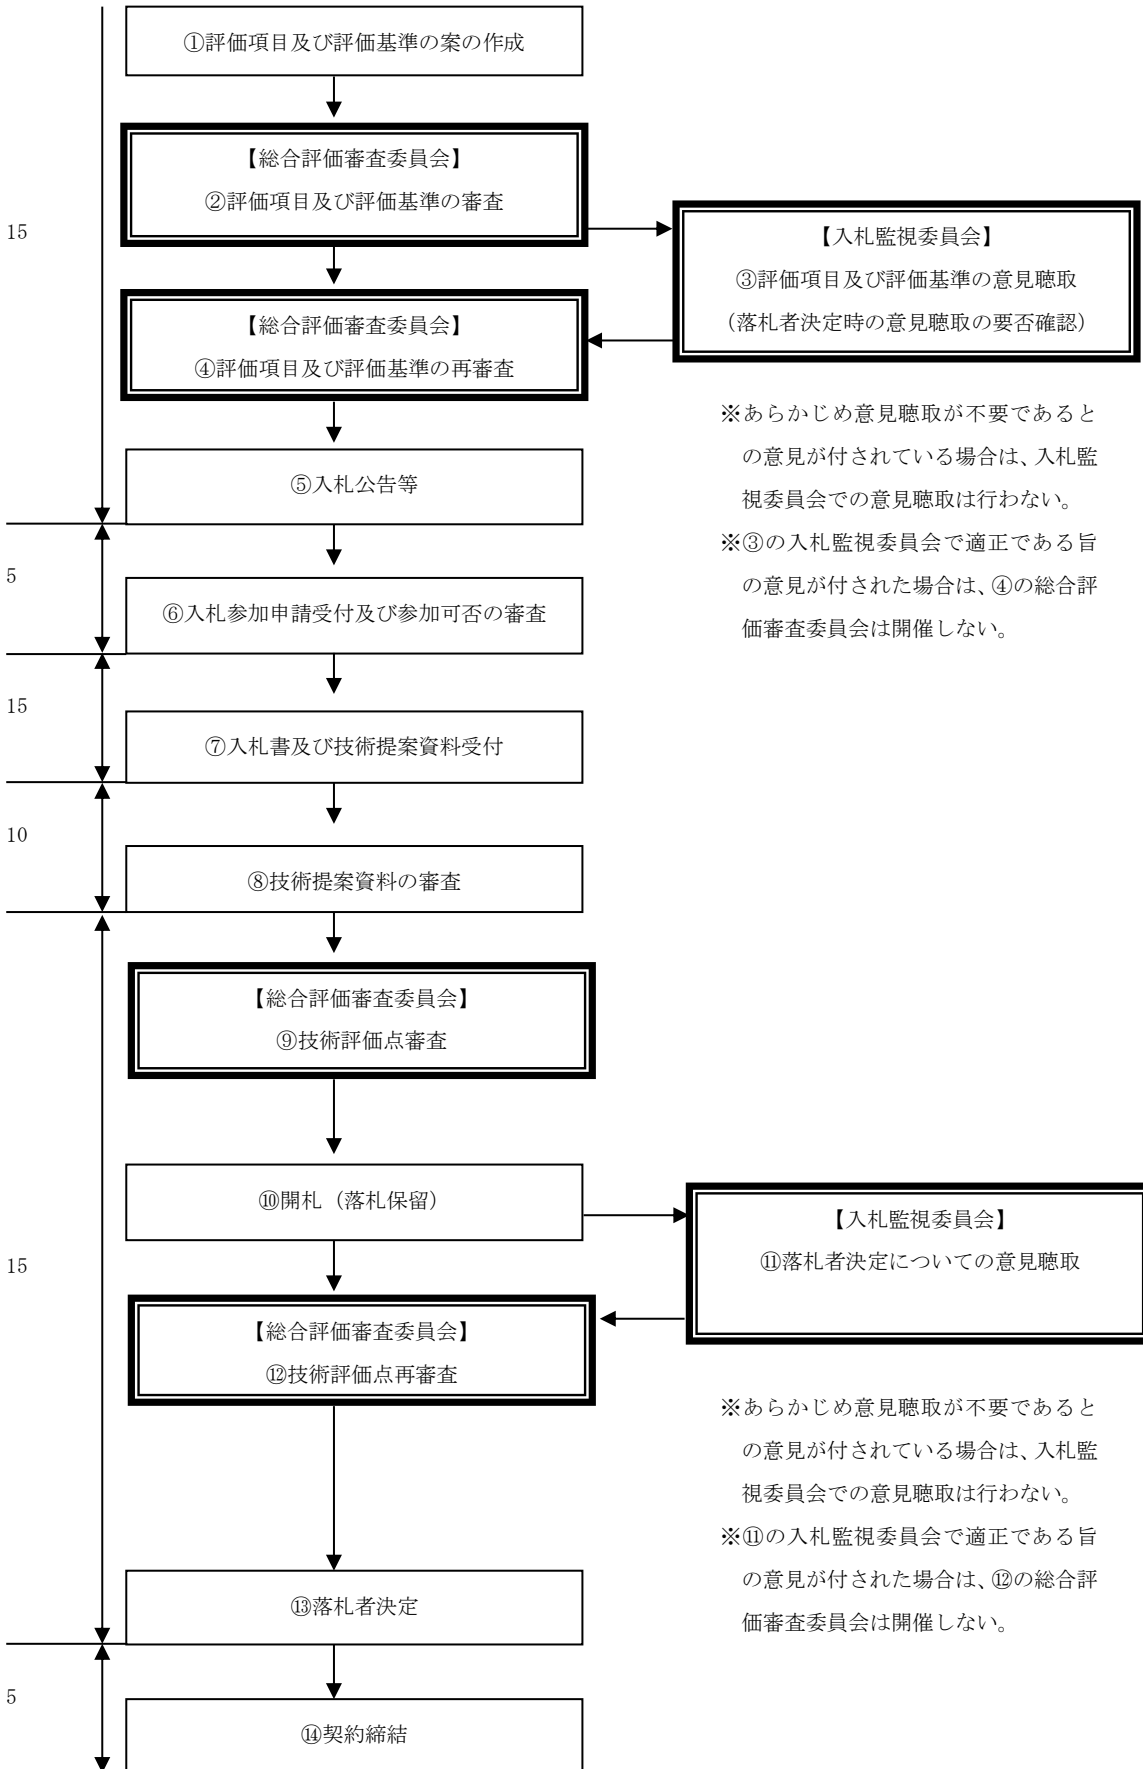 ①評価項目及び評価基準の案の作成
【総合評価審査委員会】
②評価項目及び評価基準の審査
15
【入札監視委員会】
③評価項目及び評価基準の意見聴取
（落札者決定時の意見聴取の要否確認）
【総合評価審査委員会】
④評価項目及び評価基準の再審査
※あらかじめ意見聴取が不要であると
の意見が付されている場合は、入札監
視委員会での意見聴取は行わない。
※③の入札監視委員会で適正である旨
の意見が付された場合は、④の総合評
価審査委員会は開催しない。
⑤入札公告等
5
⑥入札参加申請受付及び参加可否の審査
15
⑦入札書及び技術提案資料受付
10
⑧技術提案資料の審査
【総合評価審査委員会】
⑨技術評価点審査
⑩開札（落札保留）
【入札監視委員会】
⑪落札者決定についての意見聴取
15
【総合評価審査委員会】
⑫技術評価点再審査
※あらかじめ意見聴取が不要であると
の意見が付されている場合は、入札監
視委員会での意見聴取は行わない。
※⑪の入札監視委員会で適正である旨
の意見が付された場合は、⑫の総合評
価審査委員会は開催しない。
⑬落札者決定
5
⑭契約締結